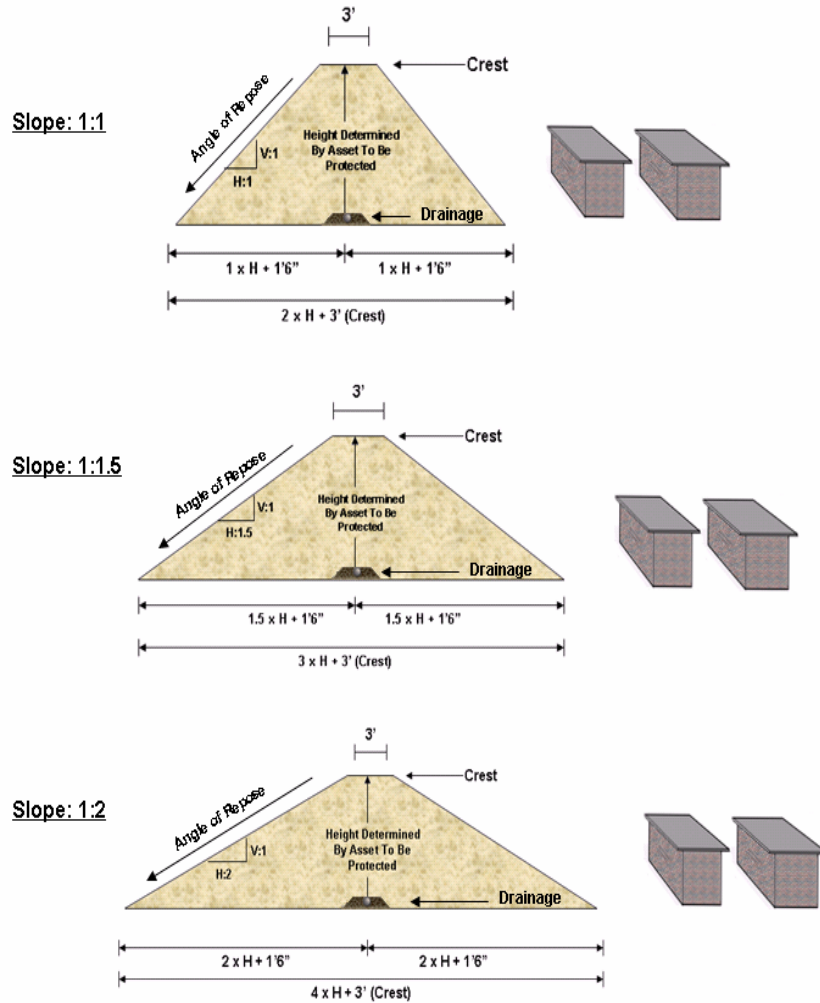 3’
Crest
Slope: 1:1
Angle of Repose
Height Determined
By Asset To Be
Protected
V:1
H:1
Drainage
1 x H + 1’6”
1 x H + 1’6”
2 x H + 3’ (Crest)
3’
Crest
Slope: 1:1.5
Angle of Repose
Height Determined
By Asset To Be
Protected
V:1
H:1.5
Drainage
1.5 x H + 1’6”
1.5 x H + 1’6”
3 x H + 3’ (Crest)
3’
Crest
Slope: 1:2
Angle of Repose
Height Determined
By Asset To Be
Protected
V:1
H:2
Drainage
2 x H + 1’6”
2 x H + 1’6”
4 x H + 3’ (Crest)